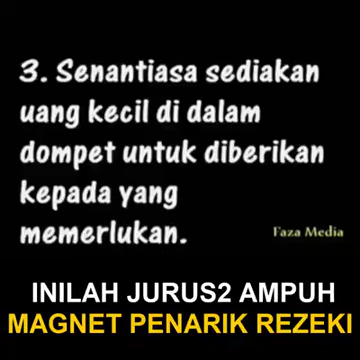 3. Senantiasa sediakan
uang kecil di dalam
dompet untuk diberikan
kepada yang
memerlukan.
Faza Media
INILAH JURUS2 AMPUH
MAGNET PENARIK REZEKI